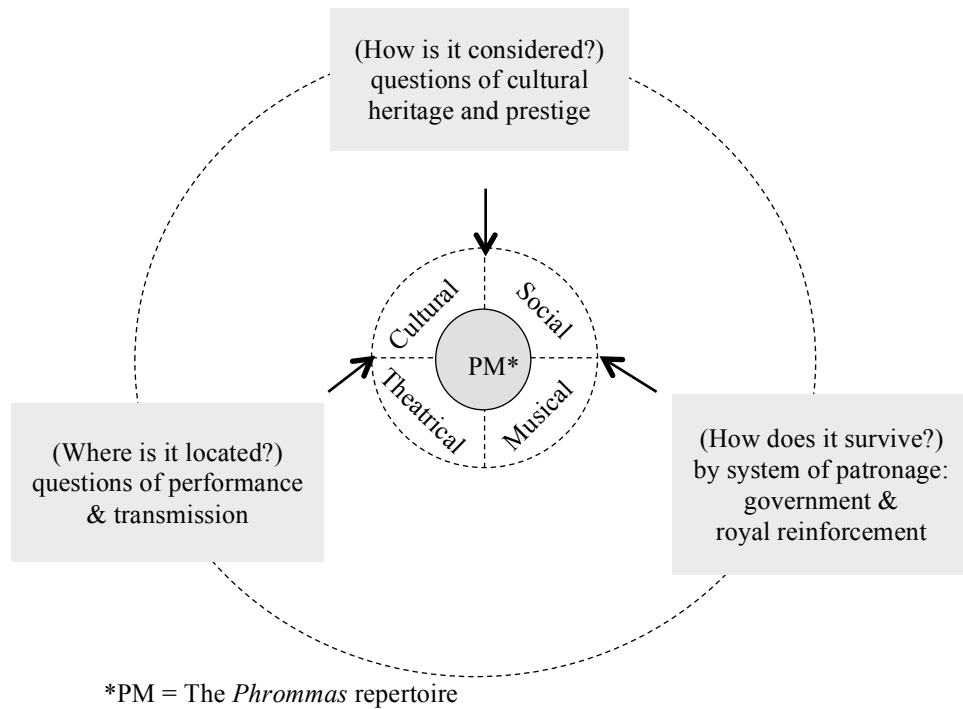 (How is it considered?)
questions of cultural
heritage and prestige
Cultural
Social
PM*
Theatrical
Musical
(Where is it located?)
questions of performance
& transmission
(How does it survive?)
by system of patronage:
government &
royal reinforcement
*PM = The Phrommas repertoire